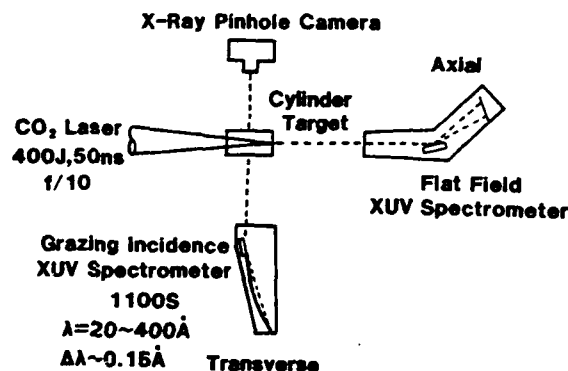 X-Ray Pinhole Camera
Axial
Cylinder
Target
CO₂ Laser
400J,50ns
f/10
Flat Field
XUV Spectrometer
Grazing Incidence
XUV Spectrometer
1100S
λ=20~400Å
Δλ~0.15Å
Transverse